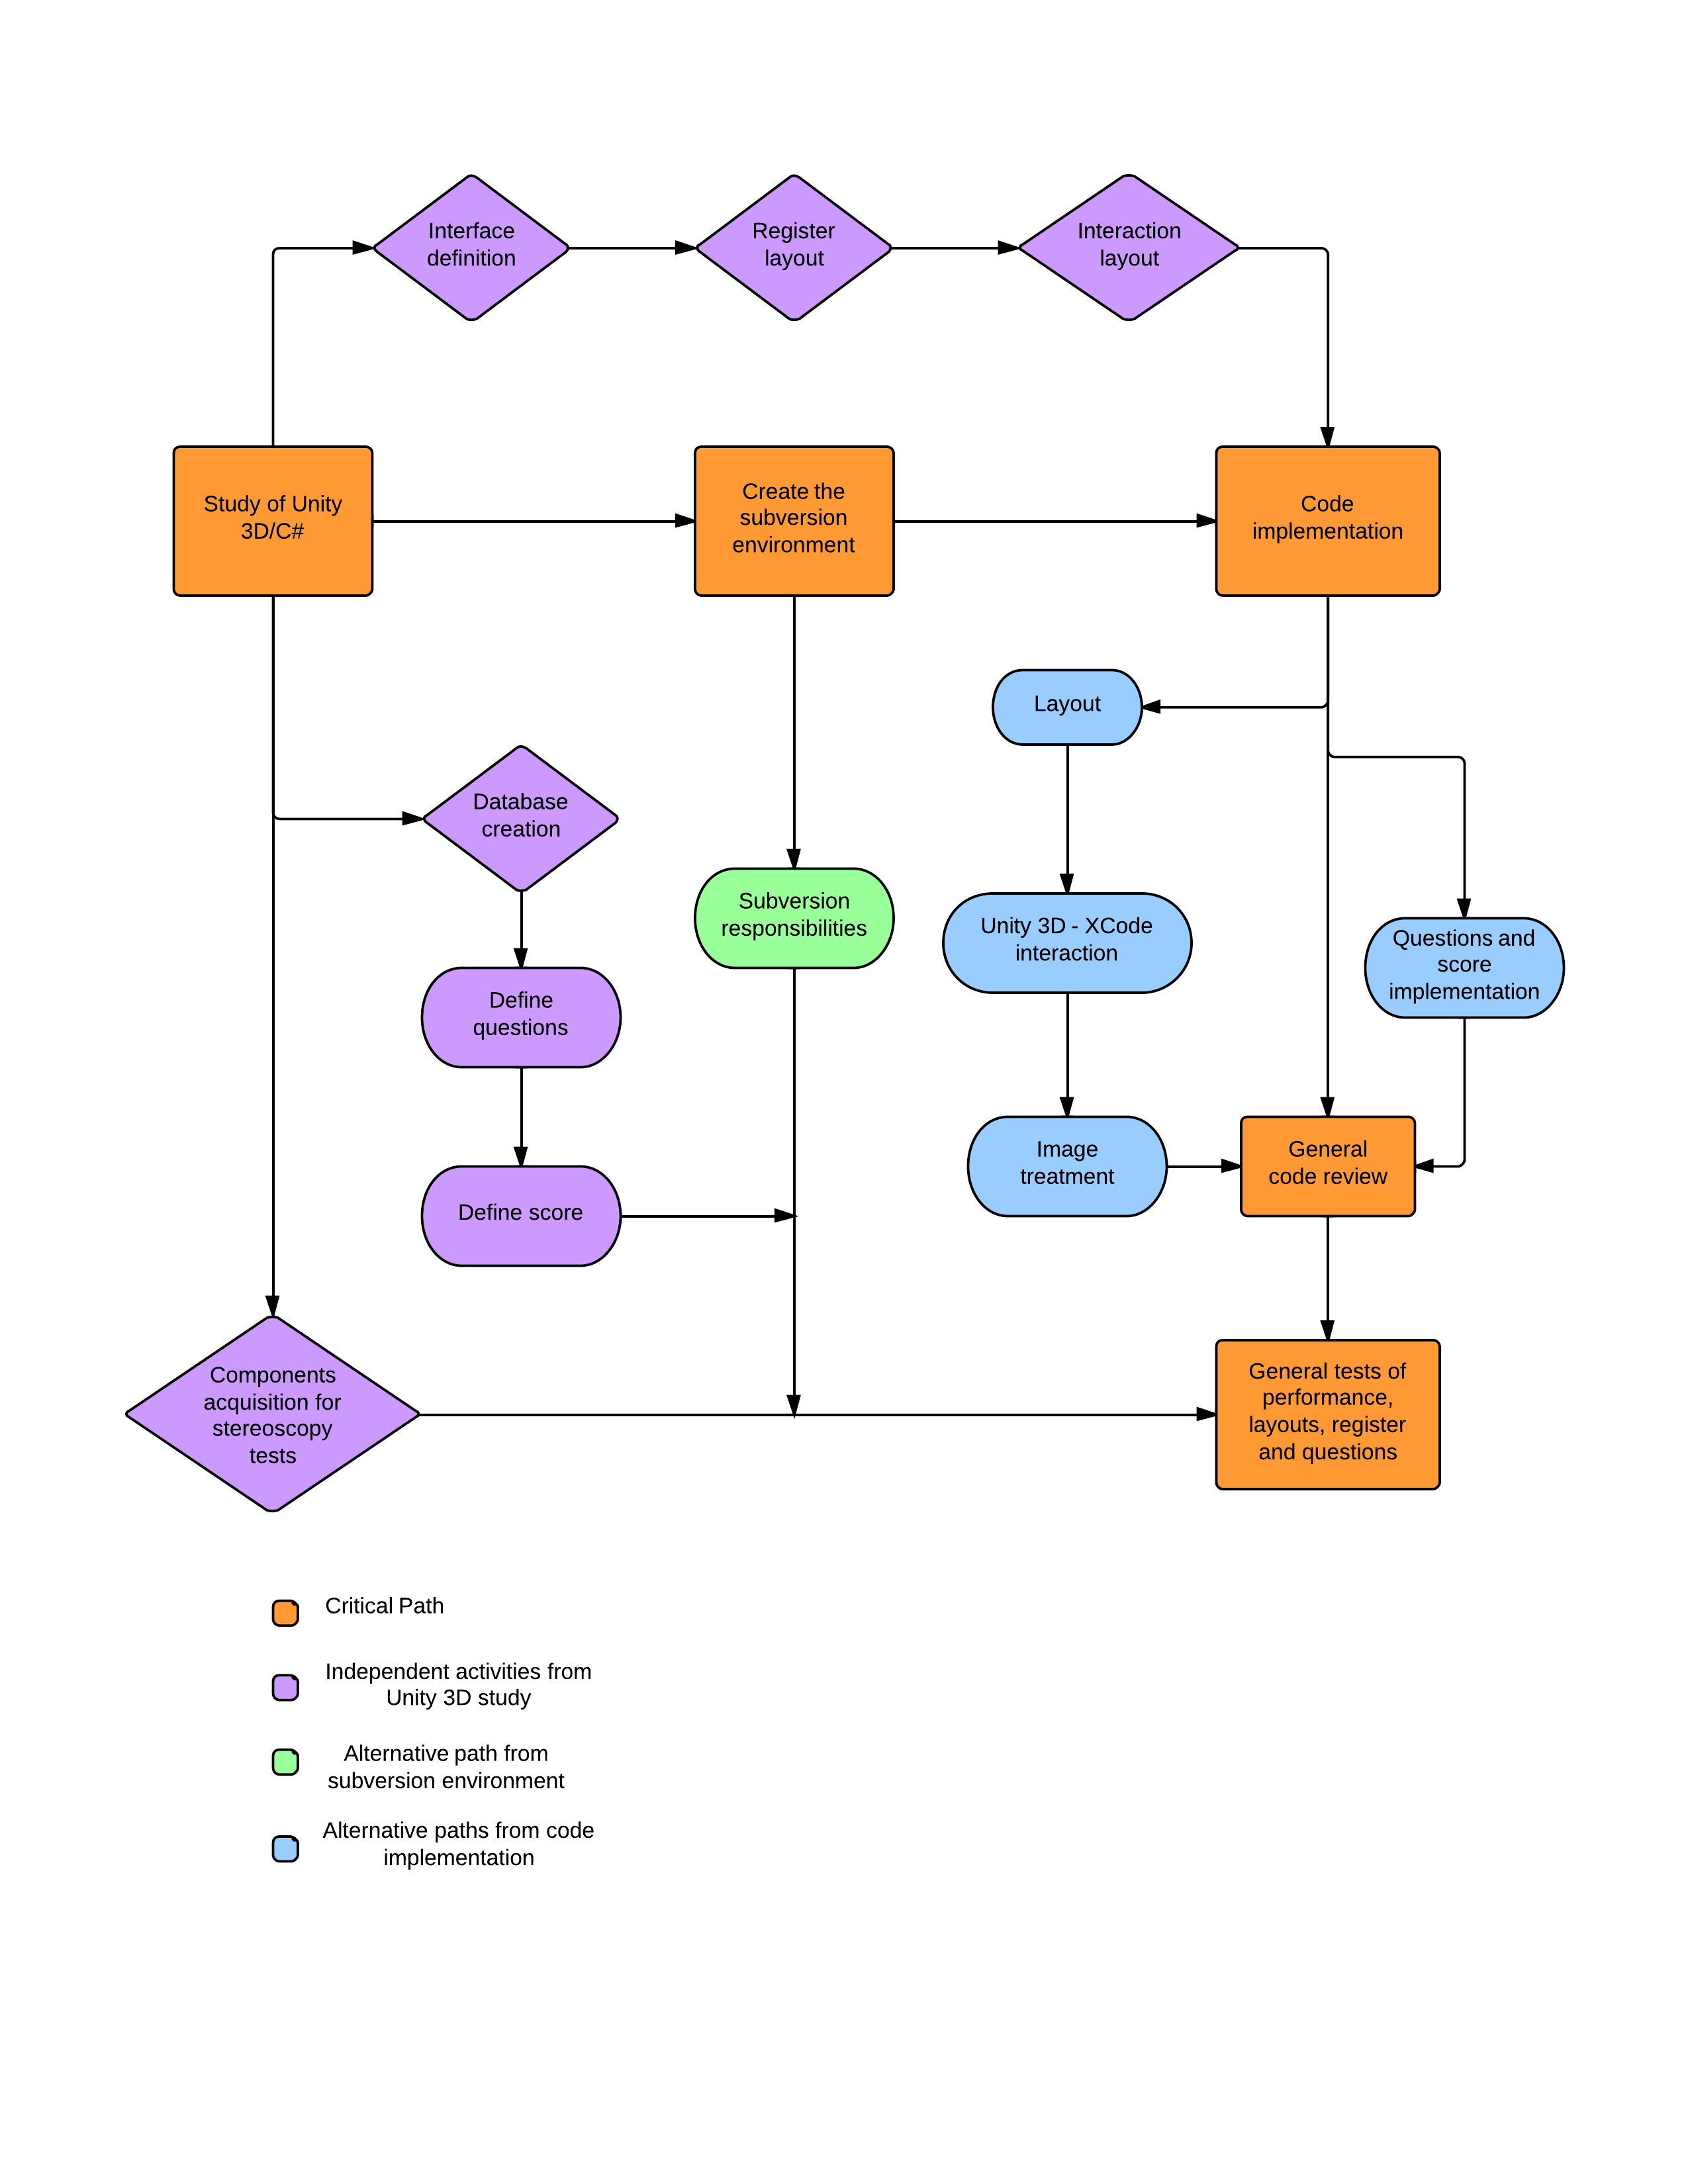 Interface
definition
Register
layout
Interaction
layout
Study of Unity
3D/C#
Create the
subversion
environment
Code
implementation
Layout
Database
creation
Subversion
responsibilities
Unity 3D - XCode
interaction
Questions and
score
implementation
Define
questions
Image
treatment
General
code review
Define score
Components
acquisition for
stereoscopy
tests
General tests of
performance,
layouts, register
and questions
Critical Path
Independent activities from
Unity 3D study
Alternative path from
subversion environment
Alternative paths from code
implementation